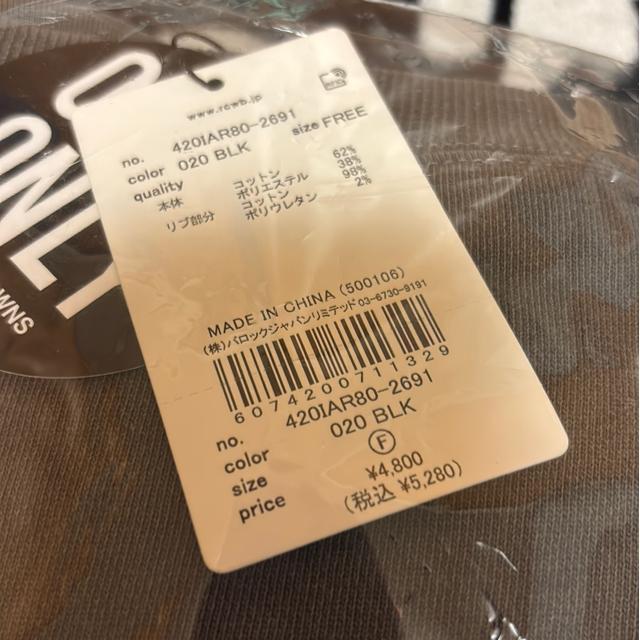 O
ONLY
WNS
www.rcwb.jp
no. 420IAR80-2691 size FREE
color 020 BLK
quality
本体 コットン 62%
ポリエステル 38%
リブ部分 コットン 98%
ポリウレタン 2%
MADE IN CHINA (500106)
(株)バロックジャパンリミテッド 03-6730-9191
6074200711329
no. 420IAR80-2691
color 020 BLK
size F
price ¥4,800
(税込 ¥5,280)